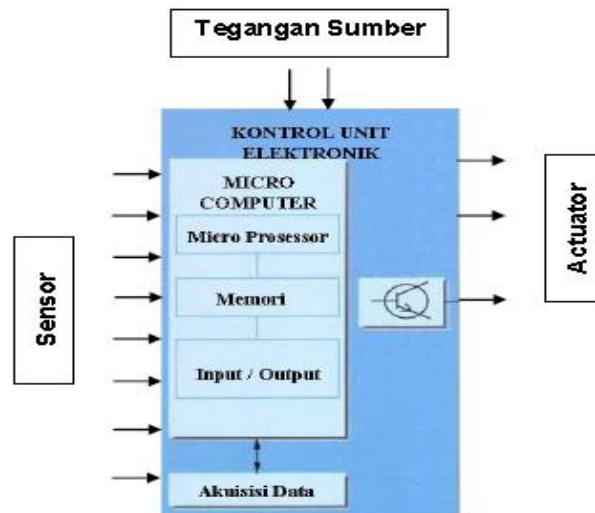 Tegangan Sumber
KONTROL UNIT
ELEKTRONIK
MICRO
COMPUTER
Micro Prosessor
Memori
Input / Output
Akuisisi Data
Sensor
Actuator